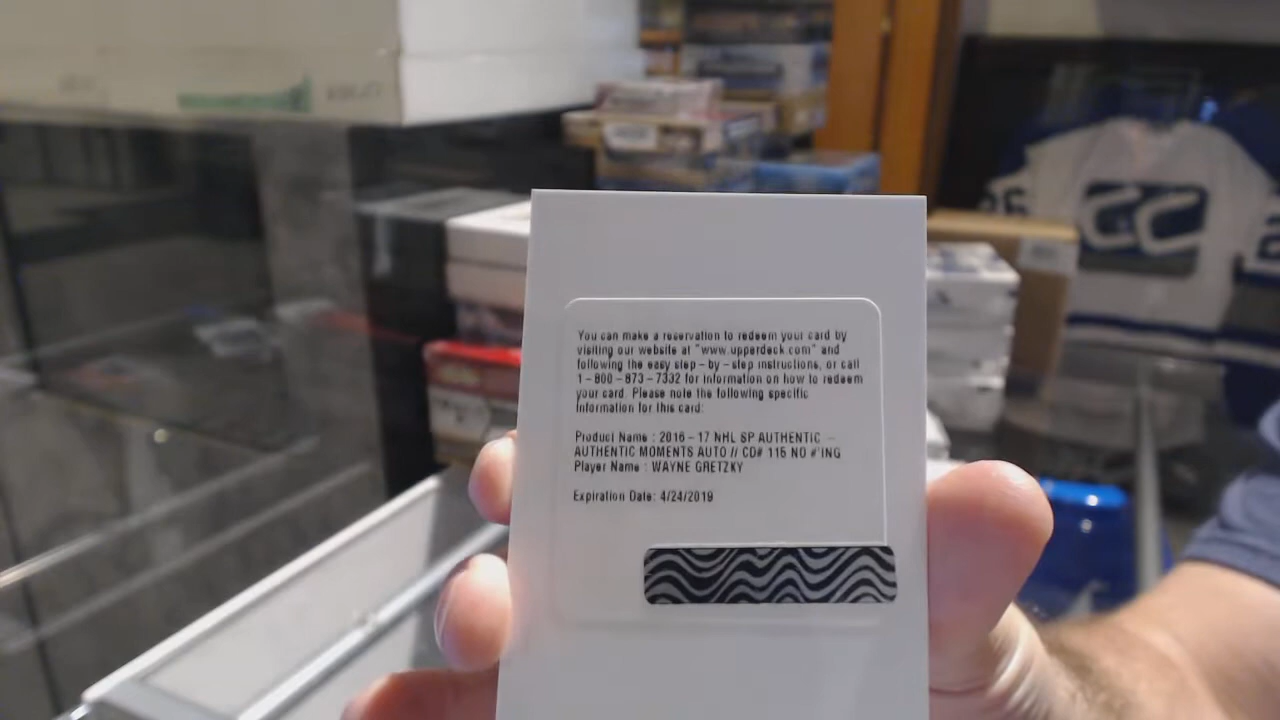 You can make a reservation to redeem your card by
visiting our website at "www.upperdeck.com" and
following the easy step - by - step instructions, or call
1 - 800 - 873 - 7332 for information on how to redeem
your card. Please note the following specific
information for this card:
Product Name : 2016 - 17 NHL SP AUTHENTIC -
AUTHENTIC MOMENTS AUTO // CD# 115 NO #'ING
Player Name : WAYNE GRETZKY
Expiration Date: 4/24/2019
CC